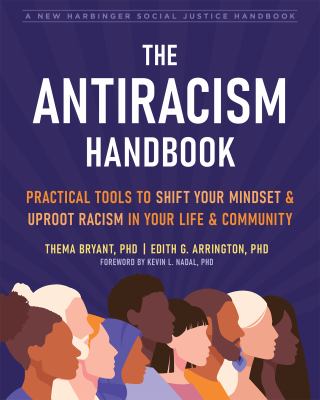 A NEW HARBINGER SOCIAL JUSTICE HANDBOOK
THE
ANTIRACISM
HANDBOOK
PRACTICAL TOOLS TO SHIFT YOUR MINDSET &
UPROOT RACISM IN YOUR LIFE & COMMUNITY
THEMA BRYANT, PHD | EDITH G. ARRINGTON, PHD
FOREWORD BY KEVIN L. NADAL, PHD